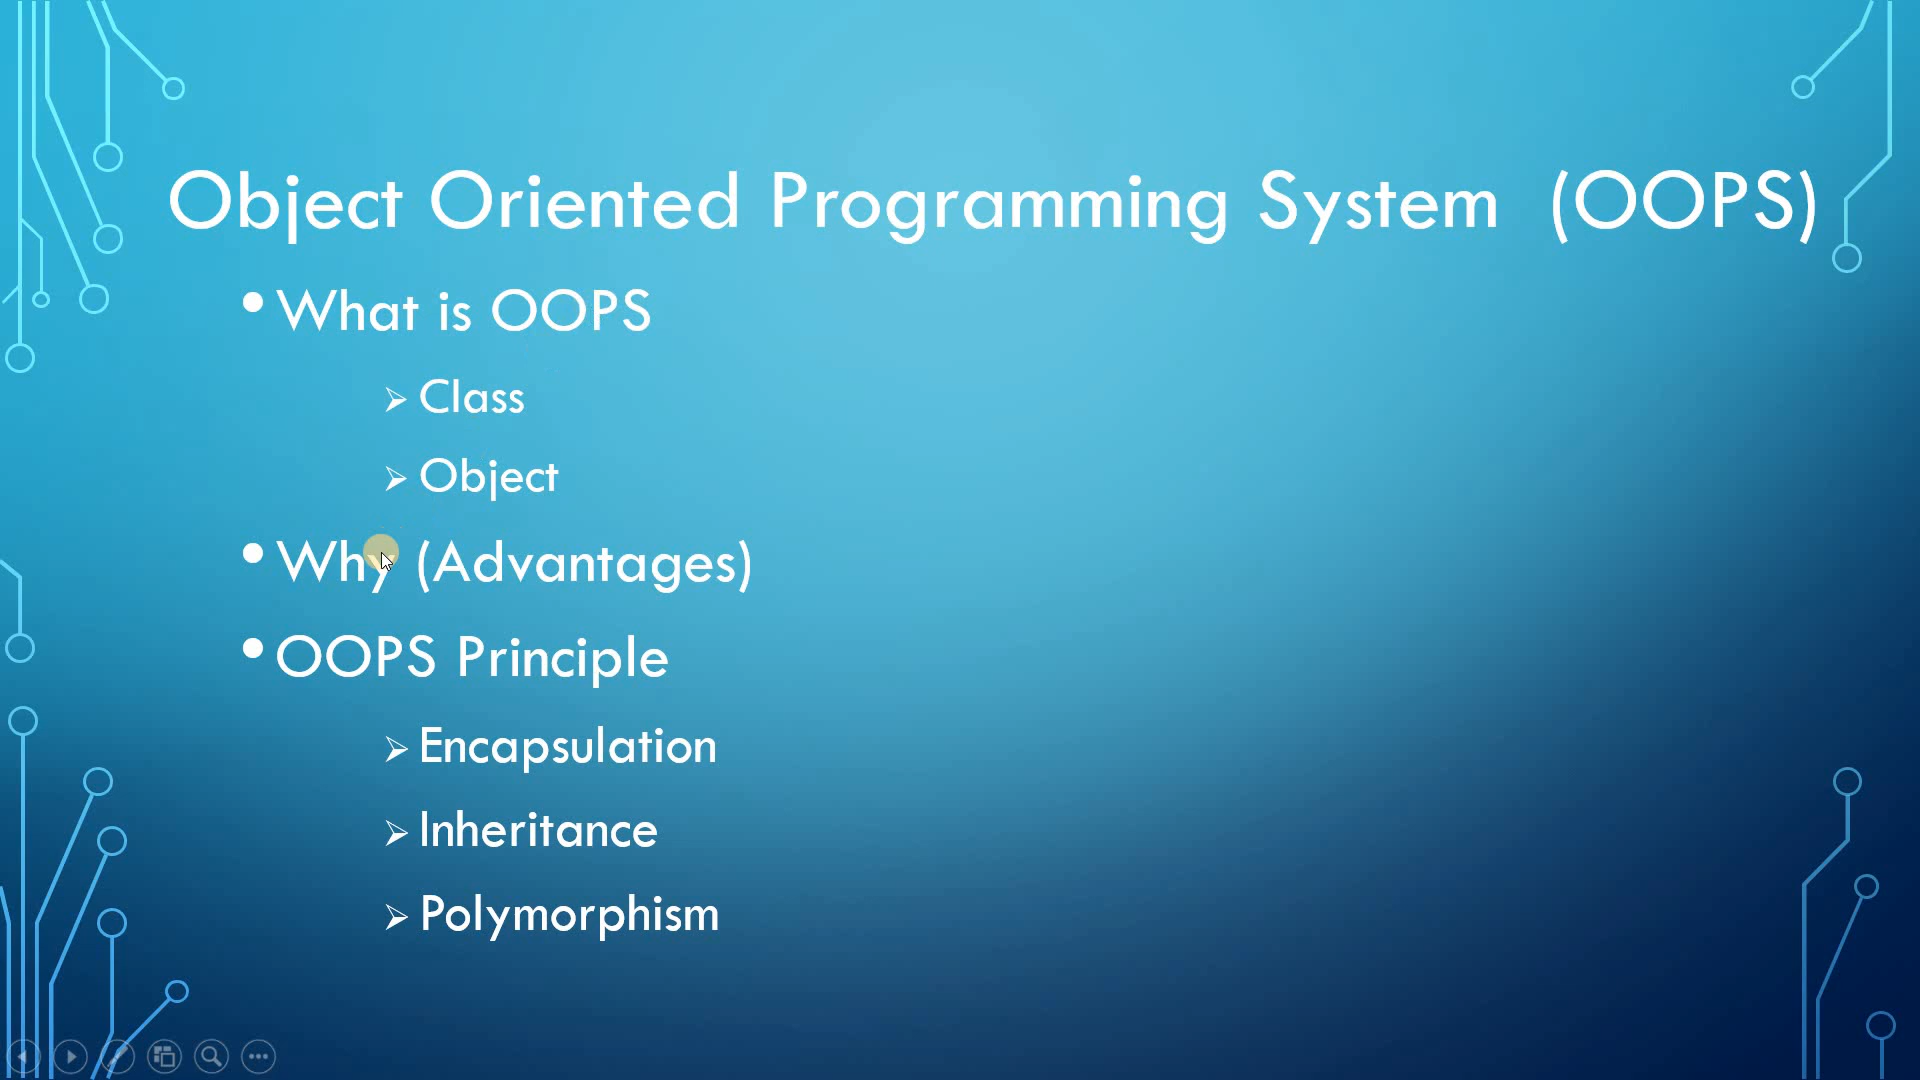 Object Oriented Programming System (OOPS)
• What is OOPS
➢ Class
➢ Object
• Why (Advantages)
• OOPS Principle
➢ Encapsulation
➢ Inheritance
➢ Polymorphism